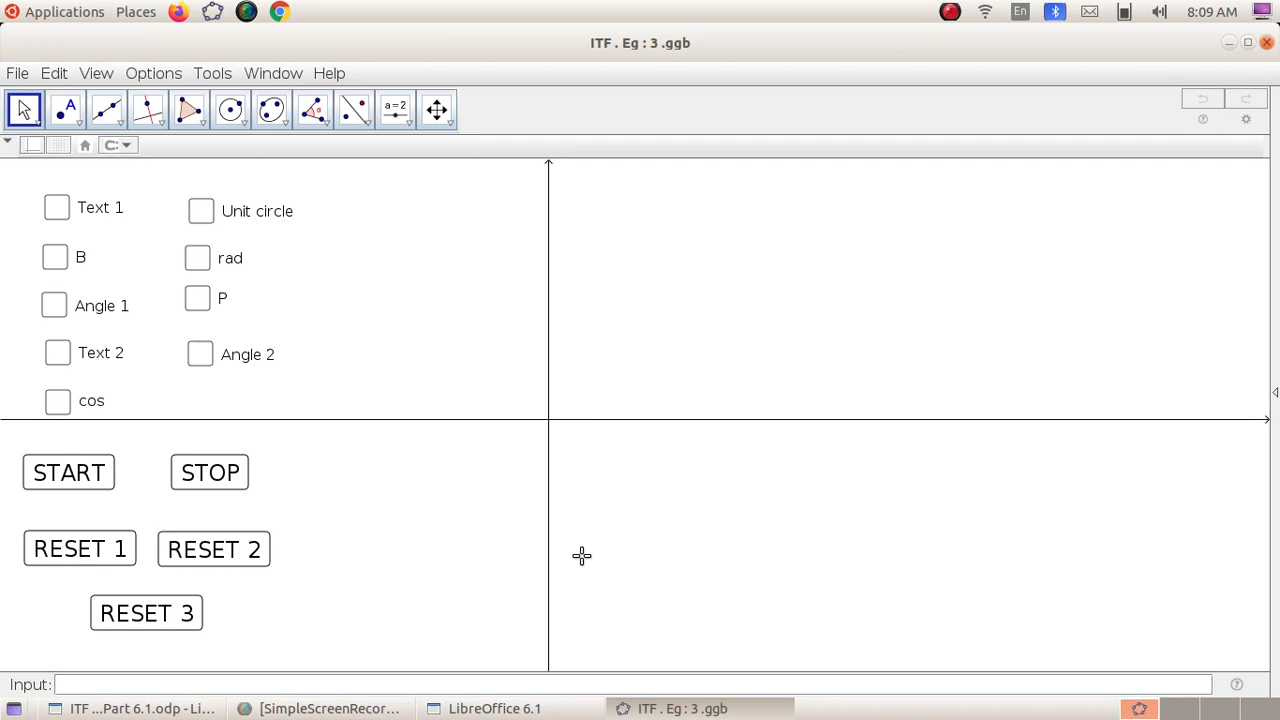 Applications Places En 8:09 AM
ITF . Eg : 3 .ggb
File Edit View Options Tools Window Help
A α a=2
Text 1 Unit circle
B rad
Angle 1 P
Text 2 Angle 2
cos
START STOP
RESET 1 RESET 2
RESET 3
Input:
ITF ...Part 6.1.odp - Li... [SimpleScreenRecor... LibreOffice 6.1 ITF . Eg : 3 .ggb